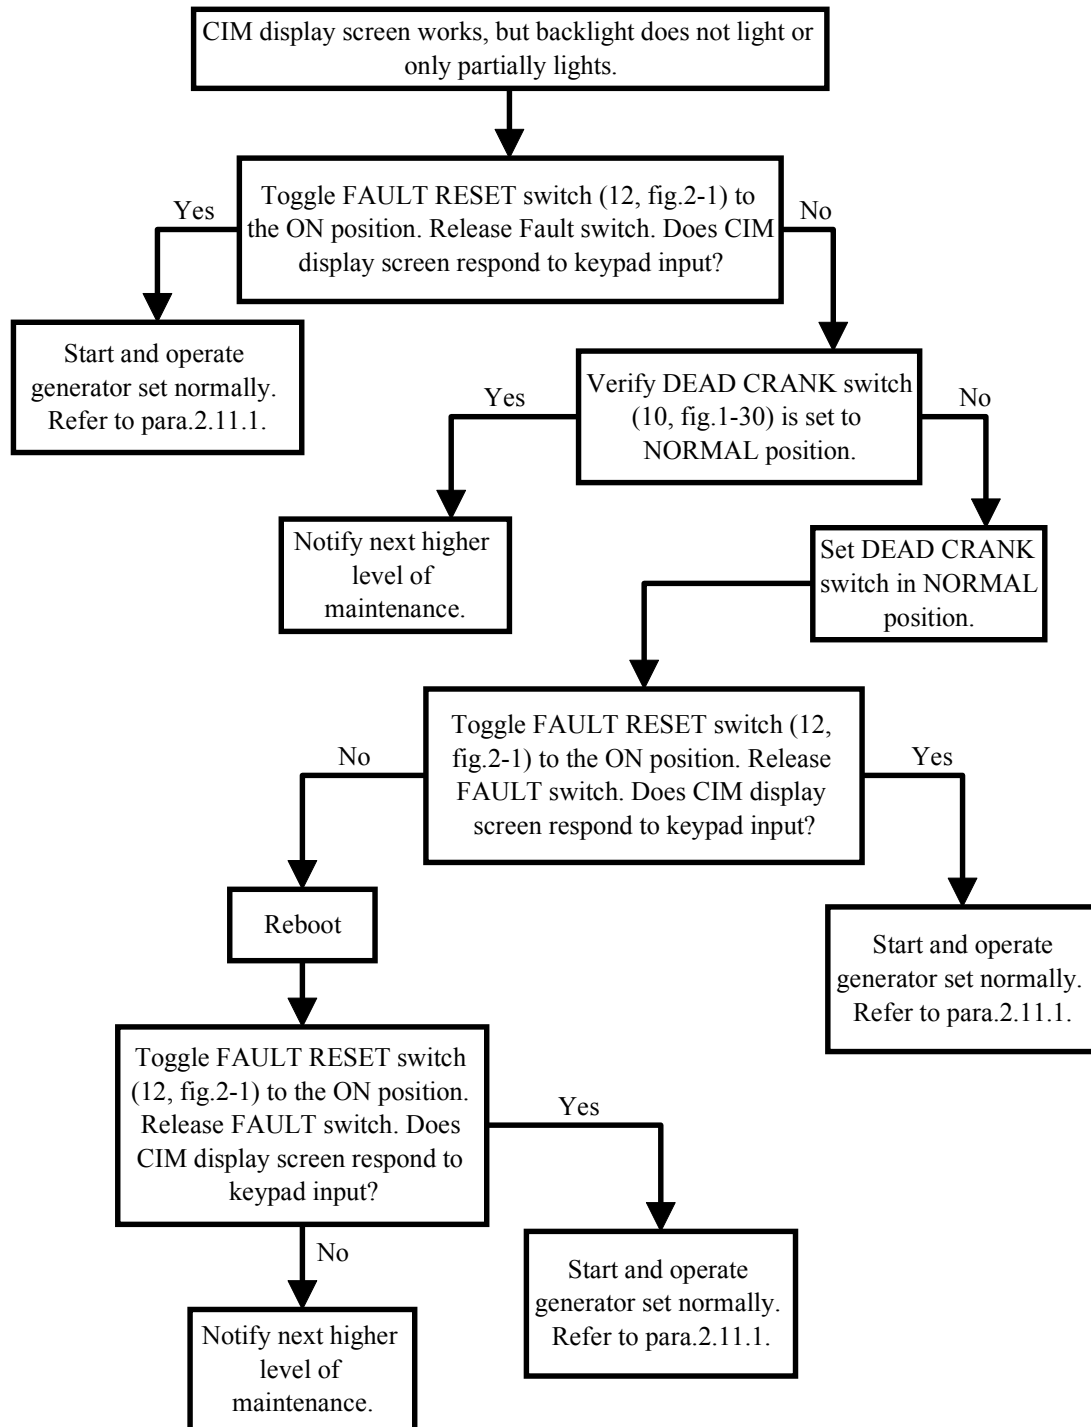 CIM display screen works, but backlight does not light or
only partially lights.
Toggle FAULT RESET switch (12, fig.2-1) to
the ON position. Release Fault switch. Does CIM
display screen respond to keypad input?
Yes
No
Start and operate
generator set normally.
Refer to para.2.11.1.
Verify DEAD CRANK switch
(10, fig.1-30) is set to
NORMAL position.
Yes
No
Notify next higher
level of
maintenance.
Set DEAD CRANK
switch in NORMAL
position.
Toggle FAULT RESET switch (12,
fig.2-1) to the ON position. Release
FAULT switch. Does CIM display
screen respond to keypad input?
No
Yes
Reboot
Start and operate
generator set normally.
Refer to para.2.11.1.
Toggle FAULT RESET switch
(12, fig.2-1) to the ON position.
Release FAULT switch. Does
CIM display screen respond to
keypad input?
Yes
No
Start and operate
generator set normally.
Refer to para.2.11.1.
Notify next higher
level of
maintenance.